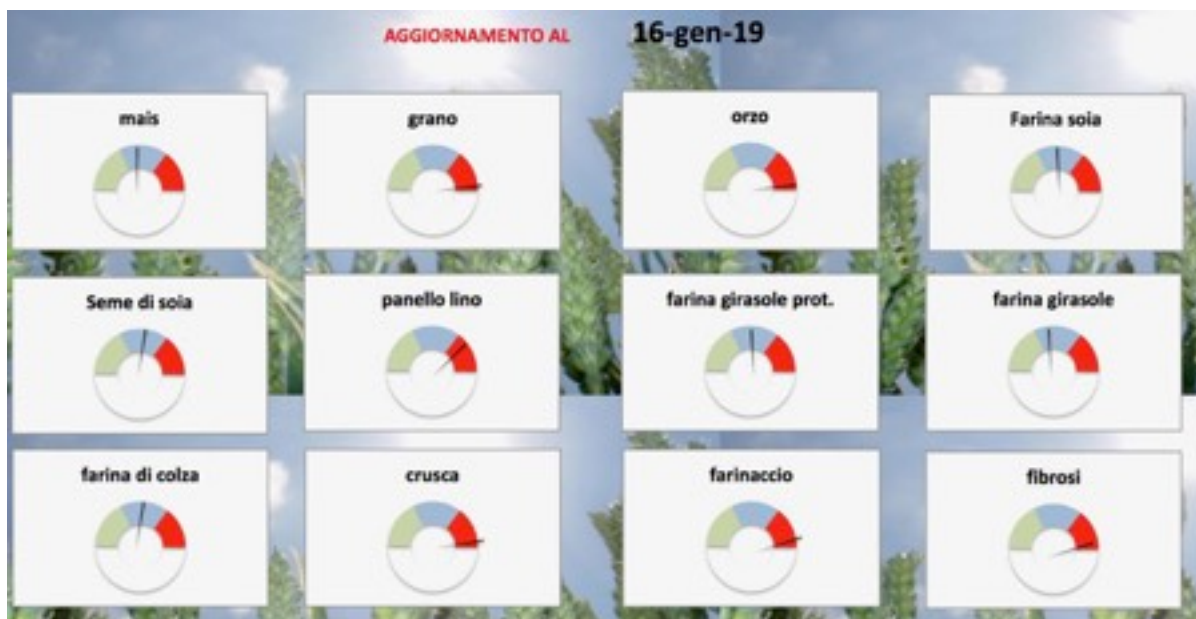 AGGIORNAMENTO AL 16-gen-19
mais
grano
orzo
Farina soia
Seme di soia
panello lino
farina girasole prot.
farina girasole
farina di colza
crusca
farinaccio
fibrosi